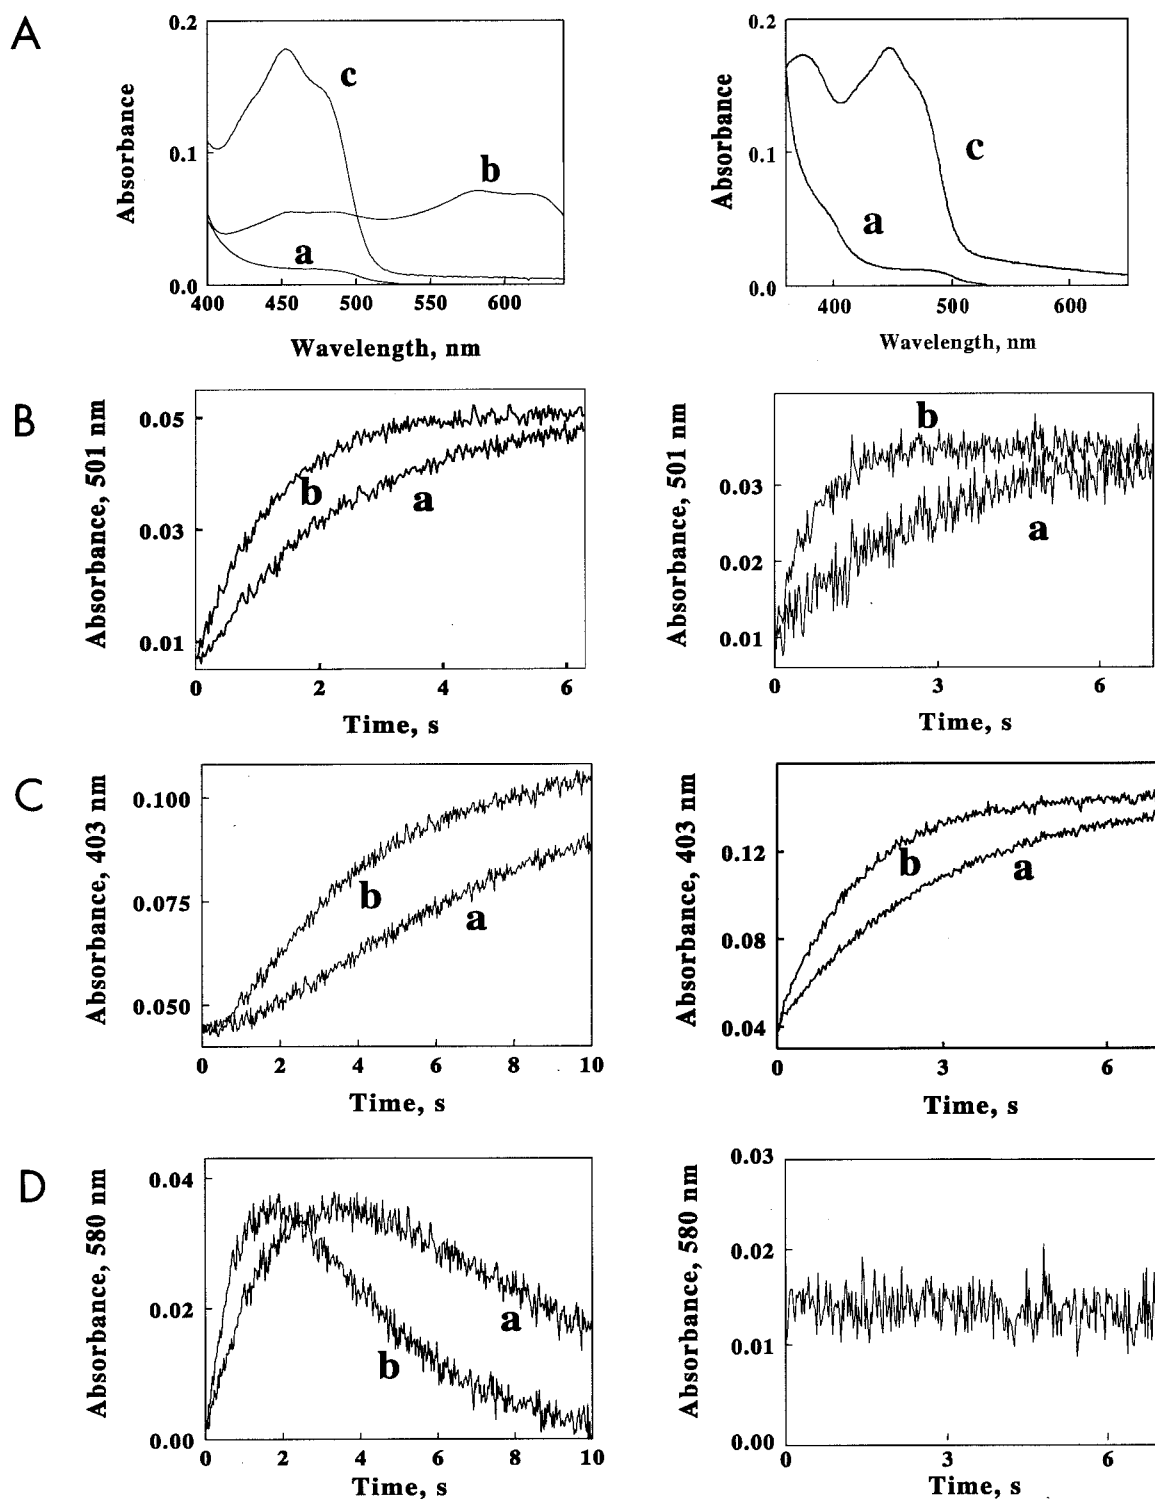 A
0.2
0.1
0.0
Absorbance
c
b
a
400 450 500 550 600
Wavelength, nm
0.2
0.1
0.0
Absorbance
c
a
400 500 600
Wavelength, nm
B
0.05
0.03
0.01
Absorbance, 501 nm
b
a
0 2 4 6
Time, s
0.03
0.02
0.01
Absorbance, 501 nm
b
a
0 3 6
Time, s
C
0.100
0.075
0.050
Absorbance, 403 nm
b
a
0 2 4 6 8 10
Time, s
0.12
0.08
0.04
Absorbance, 403 nm
b
a
0 3 6
Time, s
D
0.04
0.02
0.00
Absorbance, 580 nm
a
b
0 2 4 6 8 10
Time, s
0.03
0.02
0.01
0.00
Absorbance, 580 nm
0 3 6
Time, s